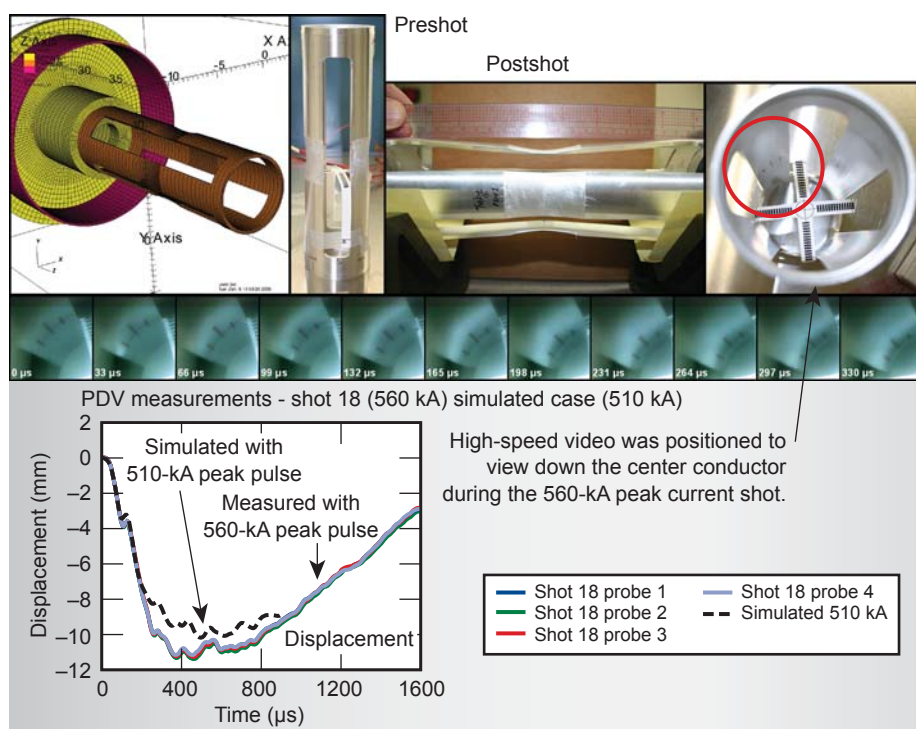 Preshot
Postshot
Z-Axis
X A
30
35
-10
-5
0
Y Axis
0 µs
33 µs
66 µs
99 µs
132 µs
165 µs
198 µs
231 µs
264 µs
297 µs
330 µs
PDV measurements - shot 18 (560 kA) simulated case (510 kA)
High-speed video was positioned to
view down the center conductor
during the 560-kA peak current shot.
2
0
–2
–4
–6
–8
–10
–12
Displacement (mm)
Simulated with
510-kA peak pulse
Measured with
560-kA peak pulse
Displacement
0
400
800
1200
1600
Time (µs)
Shot 18 probe 1
Shot 18 probe 2
Shot 18 probe 3
Shot 18 probe 4
Simulated 510 kA